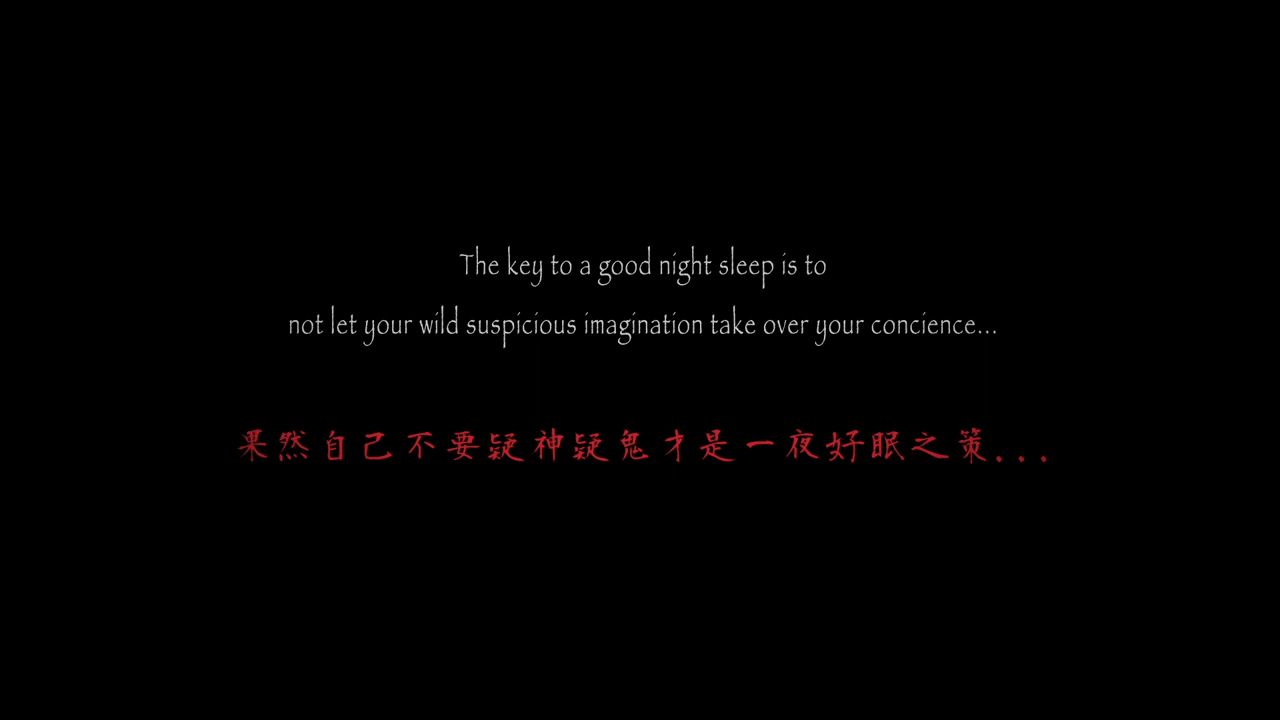 The key to a good night sleep is to
not let your wild suspicious imagination take over your concience...
果然自己不要疑神疑鬼才是一夜好眠之策...